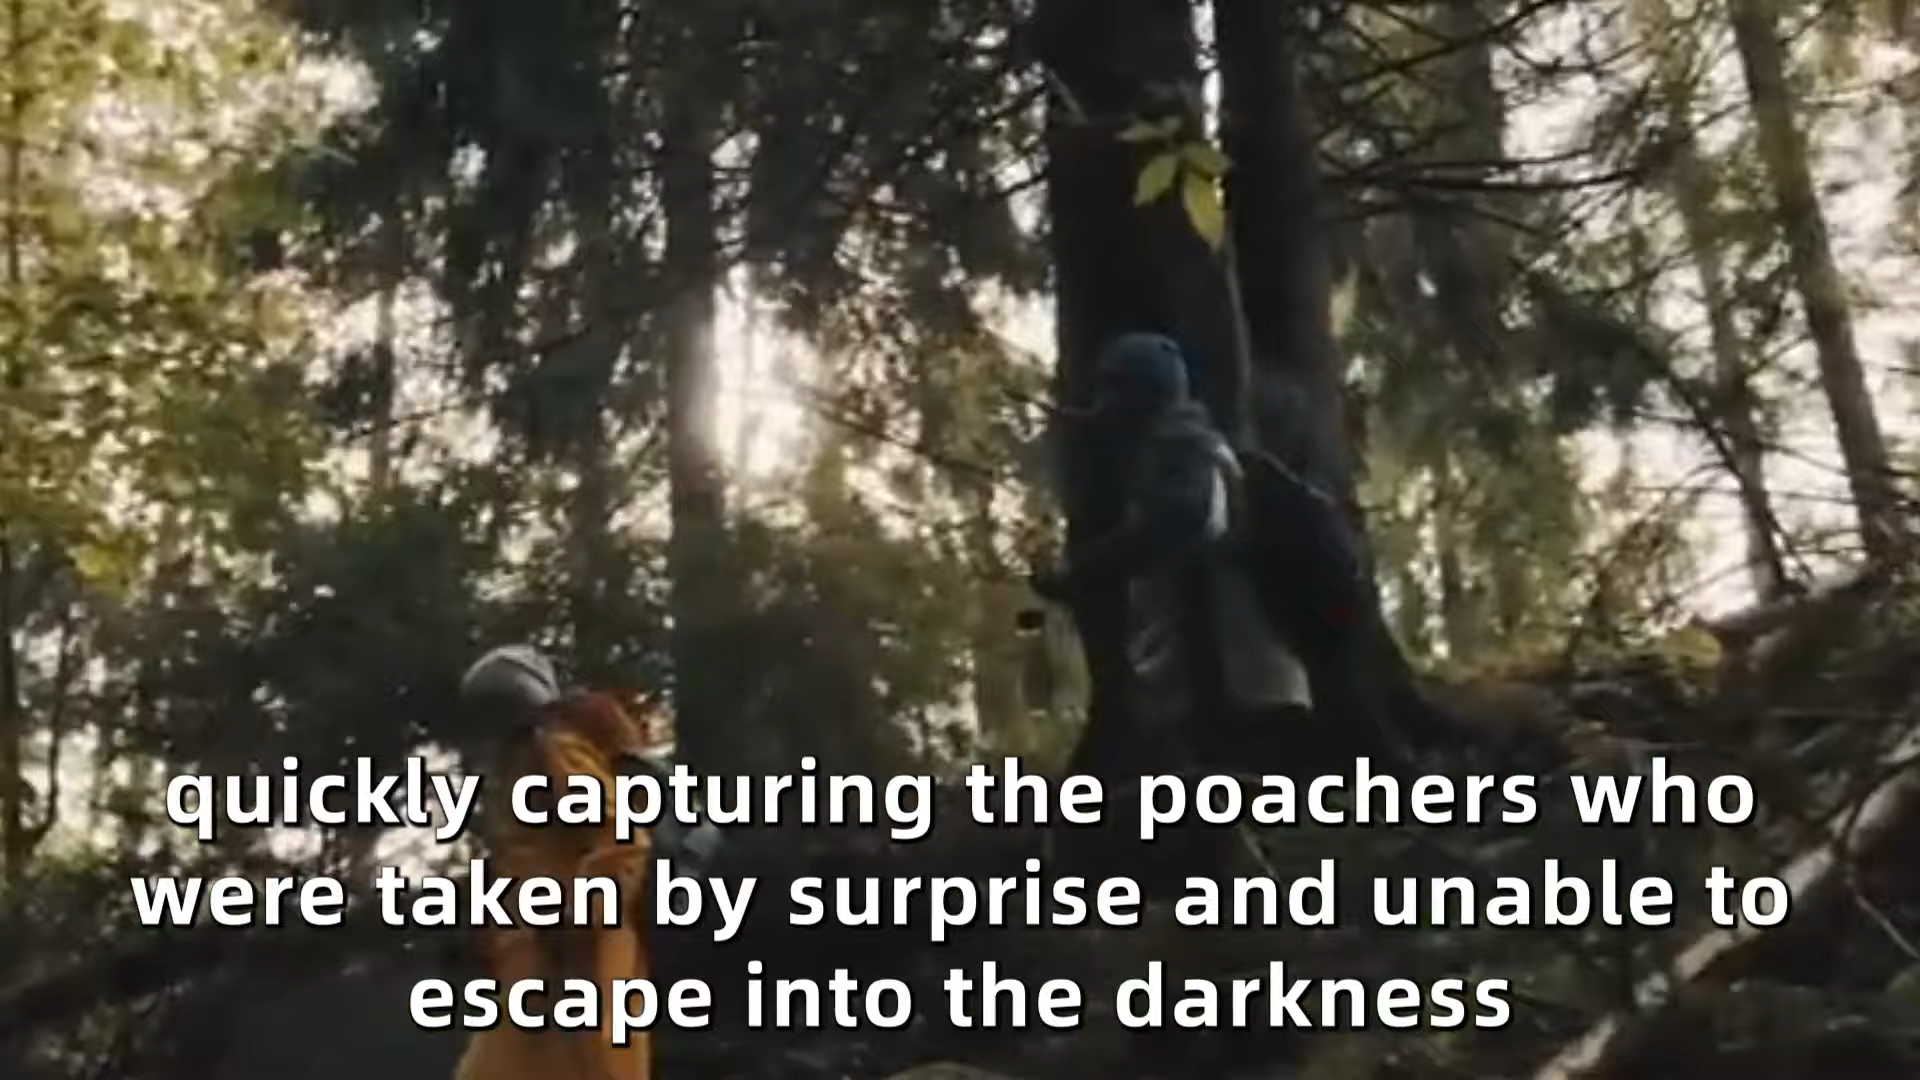 quickly capturing the poachers who
were taken by surprise and unable to
escape into the darkness